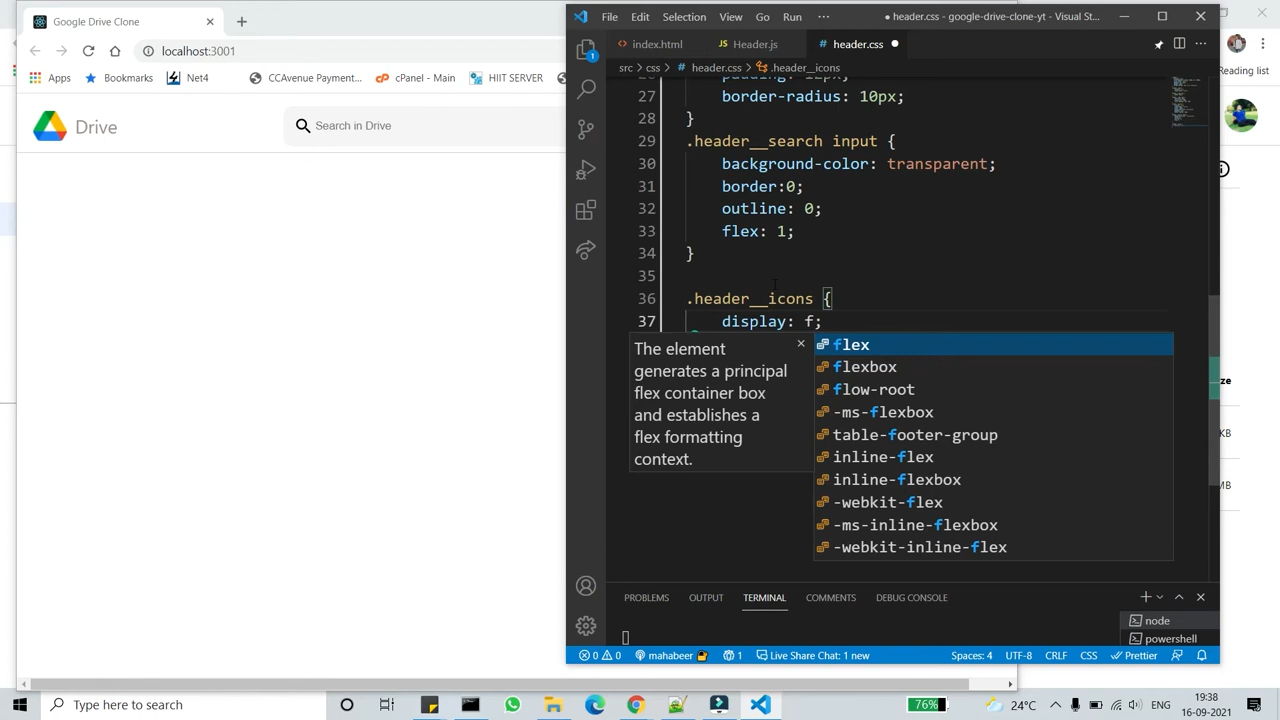 Google Drive Clone
localhost:3001
Apps
Bookmarks
Net4
CCAvenue Payment...
cPanel - Main
HIIT SERVER
Drive
Search in Drive
File Edit Selection View Go Run ···
● header.css - google-drive-clone-yt - Visual St...
index.html
JS Header.js
# header.css ●
src > css > # header.css > .header__icons
padding: 12px;
27 border-radius: 10px;
28 }
29 .header__search input {
30 background-color: transparent;
31 border:0;
32 outline: 0;
33 flex: 1;
34 }
35
36 .header__icons {
37 display: f;
The element
generates a principal
flex container box
and establishes a
flex formatting
context.
flex
flexbox
flow-root
-ms-flexbox
table-footer-group
inline-flex
inline-flexbox
-webkit-flex
-ms-inline-flexbox
-webkit-inline-flex
PROBLEMS OUTPUT TERMINAL COMMENTS DEBUG CONSOLE
node
powershell
0 0 mahabeer 1 Live Share Chat: 1 new Spaces: 4 UTF-8 CRLF CSS Prettier
Reading list
ze
KB
MB
Type here to search
76%
24°C
ENG
19:38
16-09-2021